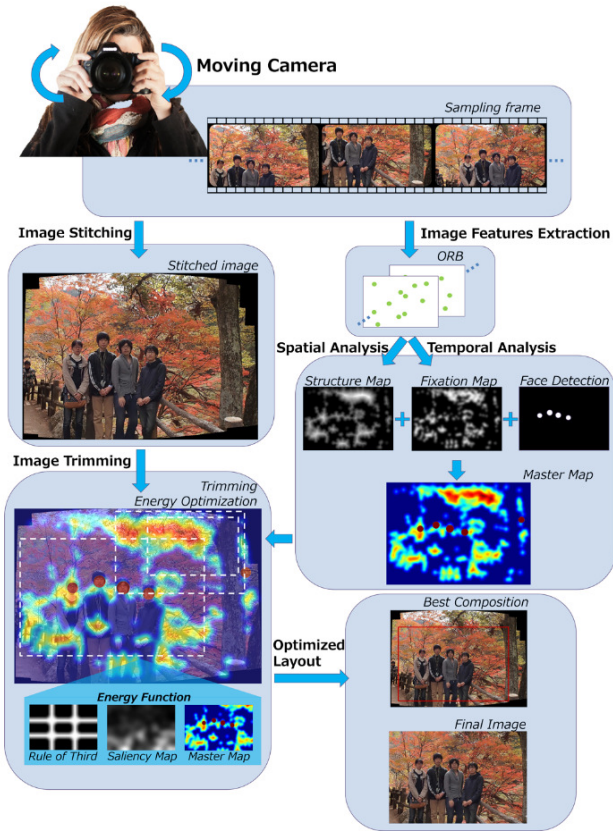 Moving Camera
Sampling frame
Image Stitching
Image Features Extraction
Stitched image
ORB
Spatial Analysis
Temporal Analysis
Structure Map
Fixation Map
Face Detection
Master Map
Image Trimming
Trimming
Energy Optimization
Energy Function
Rule of Third
Saliency Map
Master Map
Optimized
Layout
Best Composition
Final Image